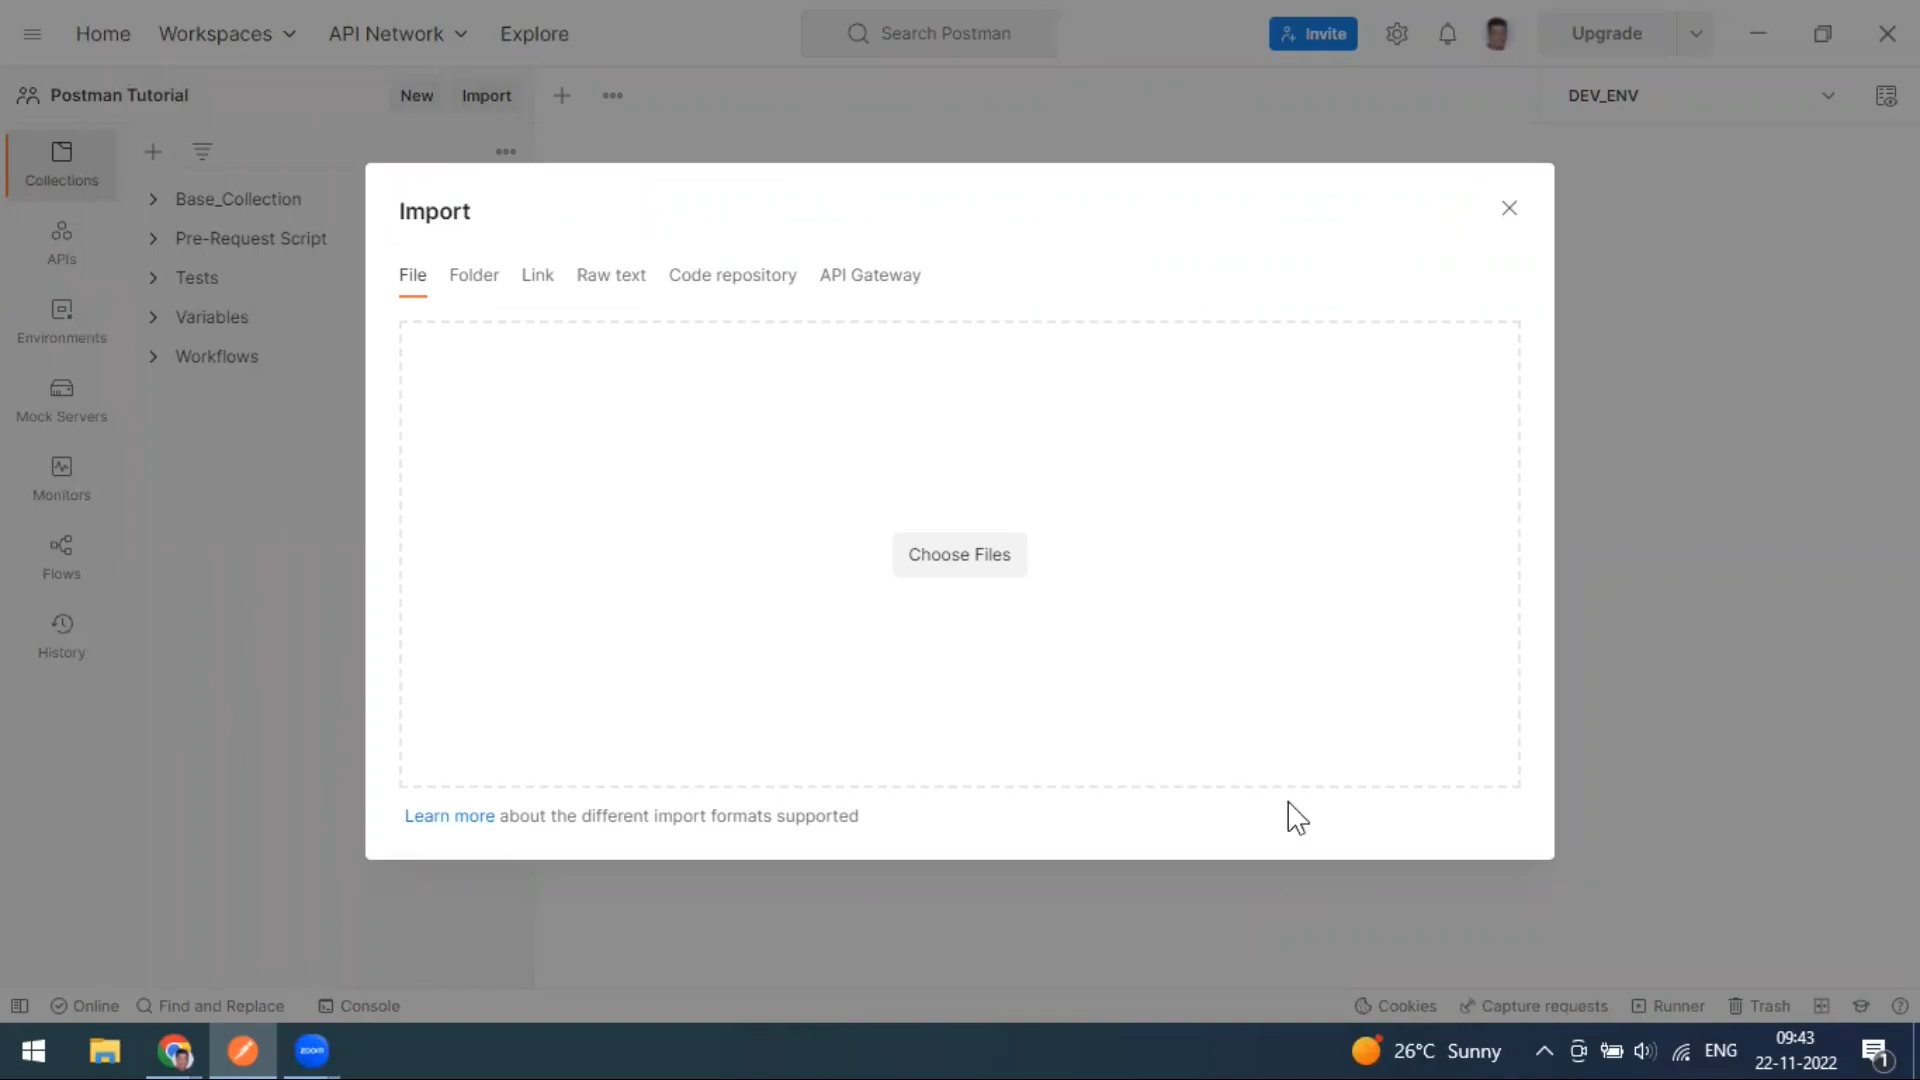 Home Workspaces API Network Explore Search Postman Invite Upgrade
Postman Tutorial New Import DEV_ENV
Collections
APIs
Environments
Mock Servers
Monitors
Flows
History
Base_Collection
Pre-Request Script
Tests
Variables
Workflows
Import
File Folder Link Raw text Code repository API Gateway
Choose Files
Learn more about the different import formats supported
Online Find and Replace Console Cookies Capture requests Runner Trash
zoom 26°C Sunny ENG 09:43
22-11-2022 1